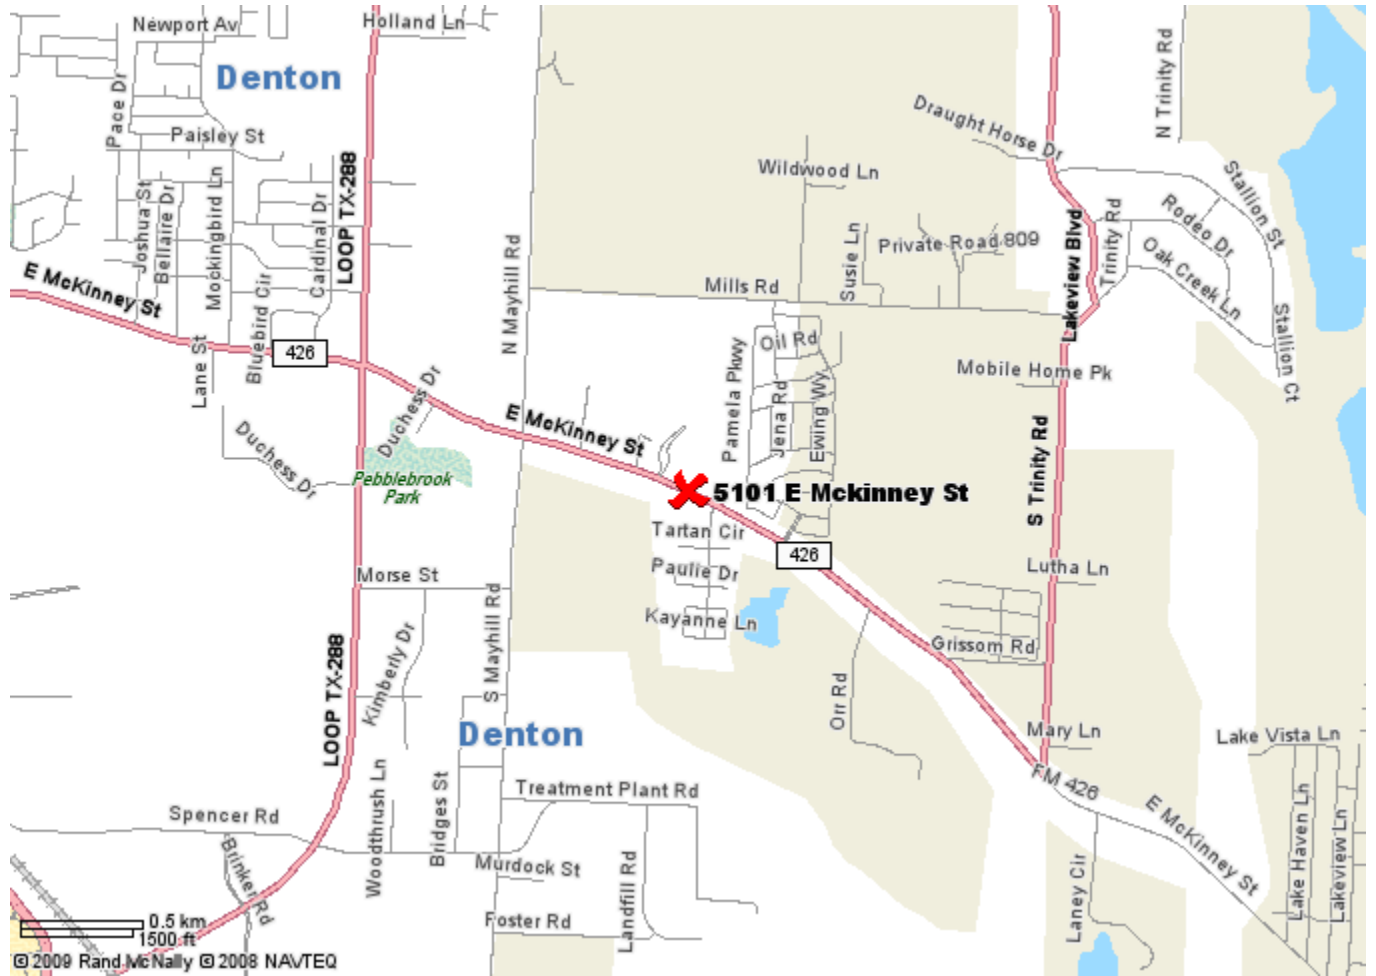 Newport Av
Holland Ln
Denton
Pace Dr
Paisley St
N Trinity Rd
Draught Horse Dr
Wildwood Ln
Stallion St
Joshua St
Bellaire Dr
Mockingbird Ln
Cardinal Dr
LOOP TX-288
N Mayhill Rd
Susie Ln
Private Road 809
Lakeview Blvd
Trinity Rd
Rodeo Dr
Oak Creek Ln
E McKinney St
Mills Rd
Stallion Ct
Lane St
Bluebird Cir
426
Oil Rd
Duchess Dr
Pamela Pkwy
Jena Rd
Ewing Wy
Mobile Home Pk
E McKinney St
Duchess Dr
Pebblebrook
Park
S Trinity Rd
5101 E Mckinney St
Tartan Cir
426
Paulie Dr
Lutha Ln
Morse St
Kayanne Ln
S Mayhill Rd
Kimberly Dr
Grissom Rd
LOOP TX-288
Orr Rd
Denton
Mary Ln
Lake Vista Ln
FM 426
E McKinney St
Treatment Plant Rd
Spencer Rd
Woodthrush Ln
Bridges St
Brinker Rd
Murdock St
Landfill Rd
Foster Rd
Laney Cir
Lake Haven Ln
Lakeview Ln
0.5 km
1500 ft
© 2009 Rand McNally © 2008 NAVTEQ